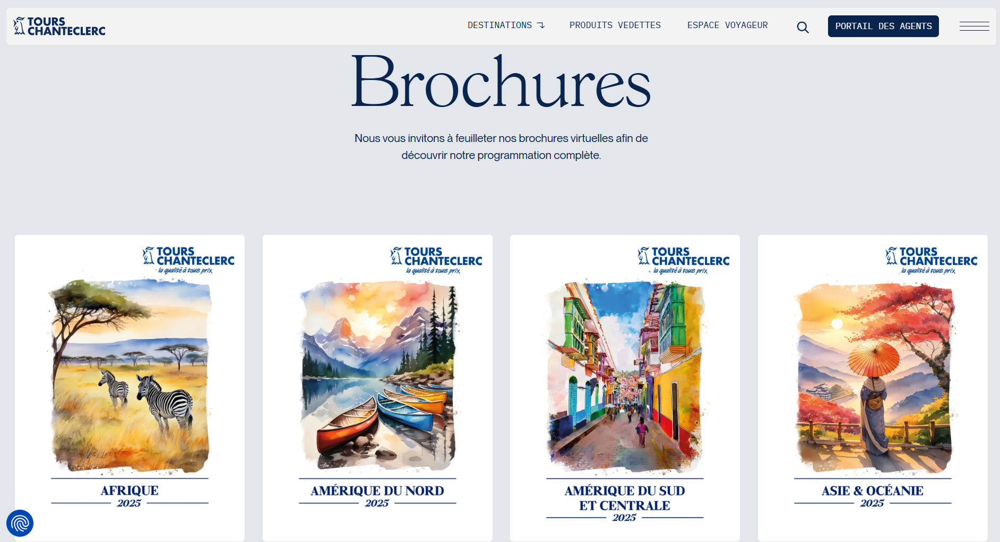 TOURS
CHANTECLERC
DESTINATIONS
PRODUITS VEDETTES
ESPACE VOYAGEUR
PORTAIL DES AGENTS
Brochures
Nous vous invitons à feuilleter nos brochures virtuelles afin de
découvrir notre programmation complète.
TOURS
CHANTECLERC
la qualité à tous prix
AFRIQUE
2025
TOURS
CHANTECLERC
la qualité à tous prix
AMÉRIQUE DU NORD
2025
TOURS
CHANTECLERC
la qualité à tous prix
AMÉRIQUE DU SUD
ET CENTRALE
2025
TOURS
CHANTECLERC
la qualité à tous prix
ASIE & OCÉANIE
2025